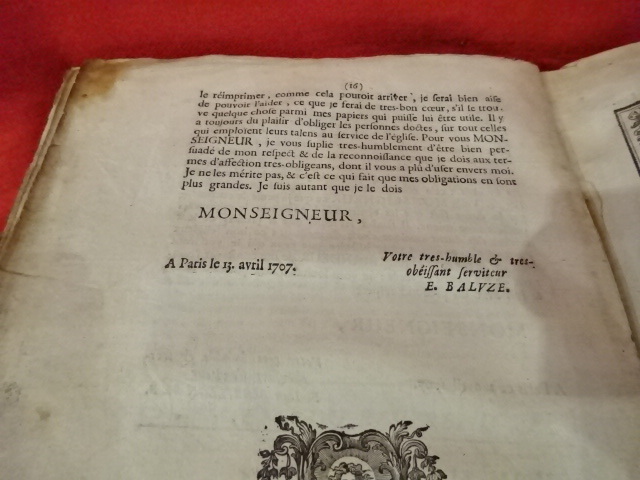 (16)
le réimprimer, comme cela pouroit arriver, je serai bien aise
de pouvoir l'aider, ce que je ferai de tres-bon cœur, s'il se trou-
ve quelque chose parmi mes papiers qui puisse lui être utile. Il y
a toujours du plaisir d'obliger les personnes doctes, sur tout celles
qui emploïent leurs talens au service de l'église. Pour vous MON-
SEIGNEUR, je vous suplie tres-humblement d'être bien per-
suadé de mon respect & de la reconnoissance que je dois aux ter-
mes d'affection tres-obligeans, dont il vous a plû d'user envers moi.
Je ne les mérite pas, & c'est ce qui fait que mes obligations en sont
plus grandes. Je suis autant que je le dois
MONSEIGNEUR,
A Paris le 13. avril 1707.
Votre tres-humble & tres-
obéissant serviteur
E. BALVZE.